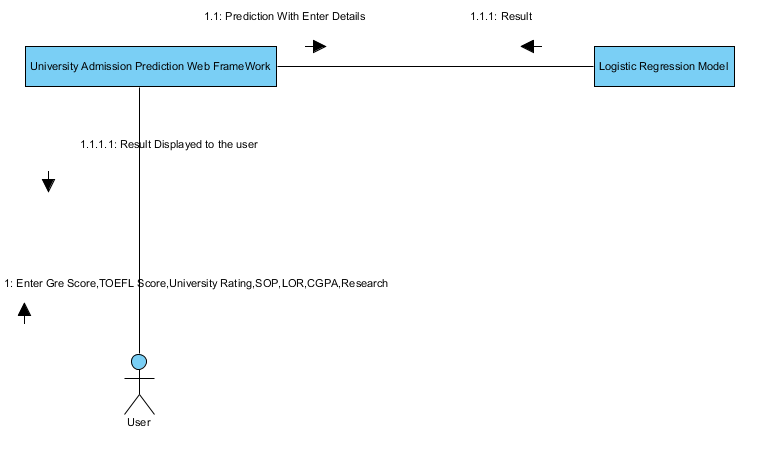 1.1: Prediction With Enter Details
1.1.1: Result
University Admission Prediction Web FrameWork
Logistic Regression Model
1.1.1.1: Result Displayed to the user
1: Enter Gre Score,TOEFL Score,University Rating,SOP,LOR,CGPA,Research
User